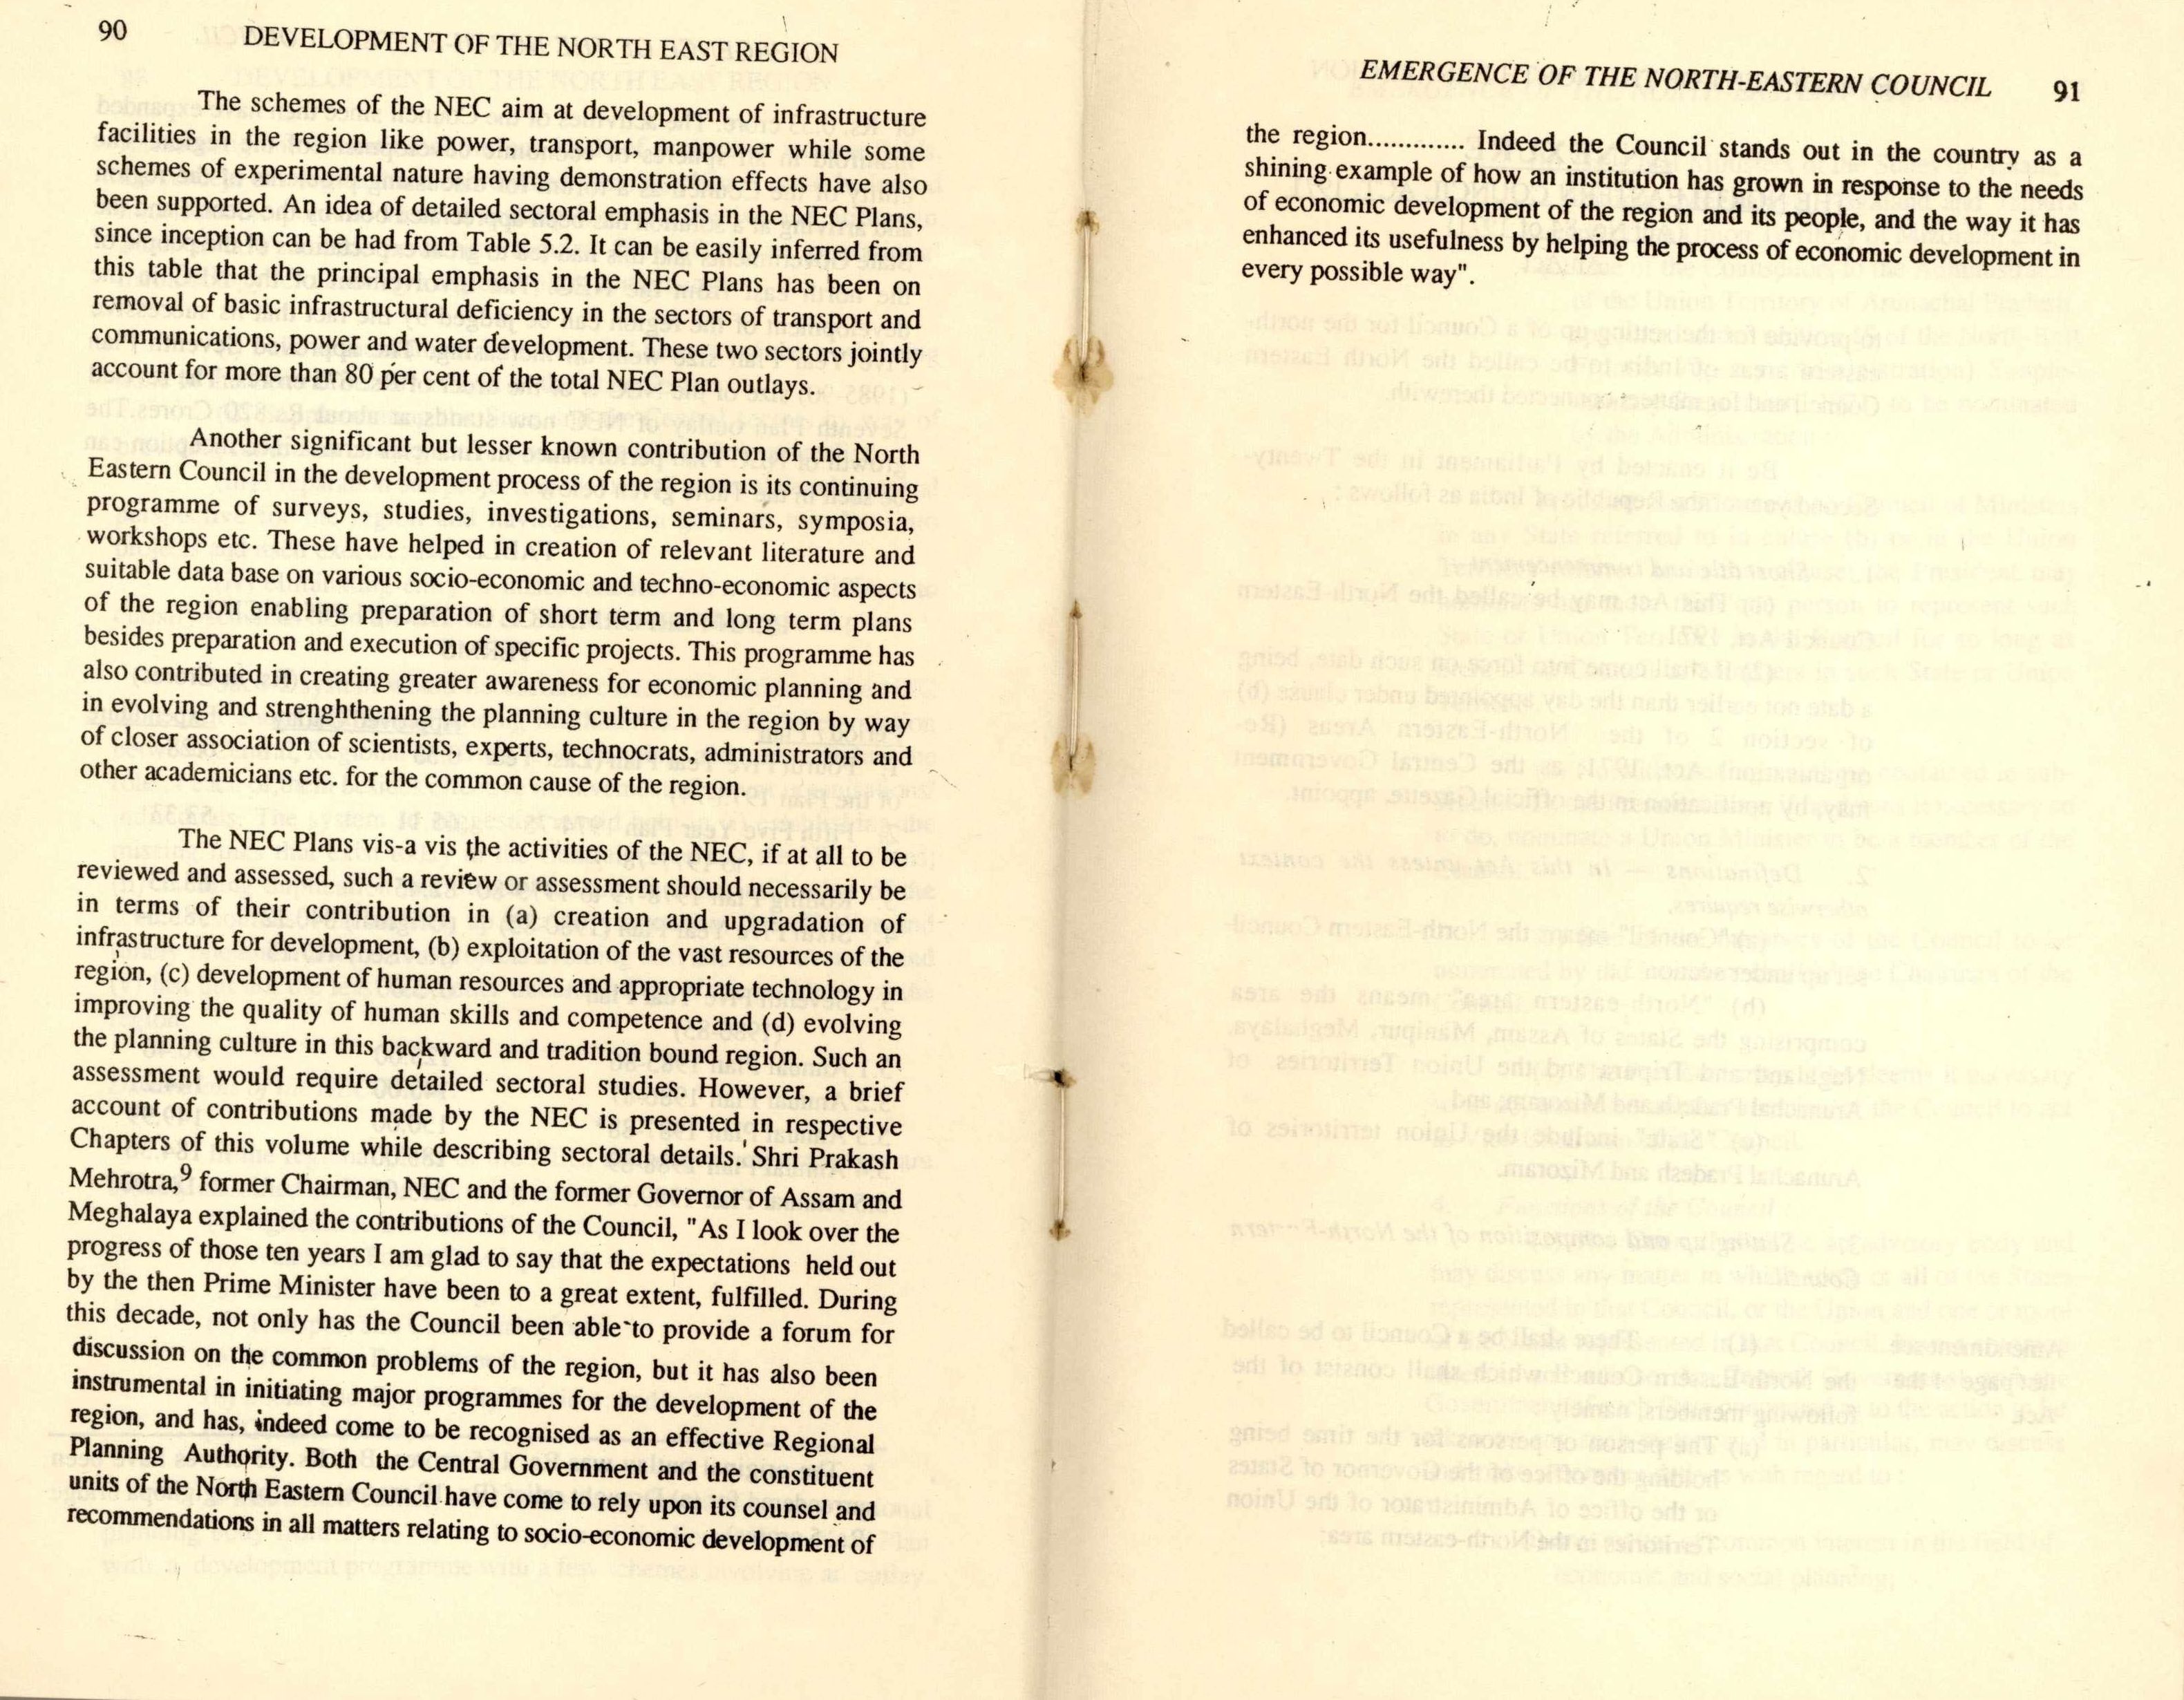 90
DEVELOPMENT OF THE NORTH EAST REGION
The schemes of the NEC aim at development of infrastructure
facilities in the region like power, transport, manpower while some
schemes of experimental nature having demonstration effects have also
been supported. An idea of detailed sectoral emphasis in the NEC Plans,
since inception can be had from Table 5.2. It can be easily inferred from
this table that the principal emphasis in the NEC Plans has been on
removal of basic infrastructural deficiency in the sectors of transport and
communications, power and water development. These two sectors jointly
account for more than 80 per cent of the total NEC Plan outlays.
Another significant but lesser known contribution of the North
Eastern Council in the development process of the region is its continuing
programme of surveys, studies, investigations, seminars, symposia,
workshops etc. These have helped in creation of relevant literature and
suitable data base on various socio-economic and techno-economic aspects
of the region enabling preparation of short term and long term plans
besides preparation and execution of specific projects. This programme has
also contributed in creating greater awareness for economic planning and
in evolving and strenghthening the planning culture in the region by way
of closer association of scientists, experts, technocrats, administrators and
other academicians etc. for the common cause of the region.
The NEC Plans vis-a vis the activities of the NEC, if at all to be
reviewed and assessed, such a review or assessment should necessarily be
in terms of their contribution in (a) creation and upgradation of
infrastructure for development, (b) exploitation of the vast resources of the
region, (c) development of human resources and appropriate technology in
improving the quality of human skills and competence and (d) evolving
the planning culture in this backward and tradition bound region. Such an
assessment would require detailed sectoral studies. However, a brief
account of contributions made by the NEC is presented in respective
Chapters of this volume while describing sectoral details. Shri Prakash
Mehrotra,9 former Chairman, NEC and the former Governor of Assam and
Meghalaya explained the contributions of the Council, "As I look over the
progress of those ten years I am glad to say that the expectations held out
by the then Prime Minister have been to a great extent, fulfilled. During
this decade, not only has the Council been able to provide a forum for
discussion on the common problems of the region, but it has also been
instrumental in initiating major programmes for the development of the
region, and has, indeed come to be recognised as an effective Regional
Planning Authority. Both the Central Government and the constituent
units of the North Eastern Council have come to rely upon its counsel and
recommendations in all matters relating to socio-economic development of
EMERGENCE OF THE NORTH-EASTERN COUNCIL
91
the region............. Indeed the Council stands out in the country as a
shining example of how an institution has grown in response to the needs
of economic development of the region and its people, and the way it has
enhanced its usefulness by helping the process of economic development in
every possible way".